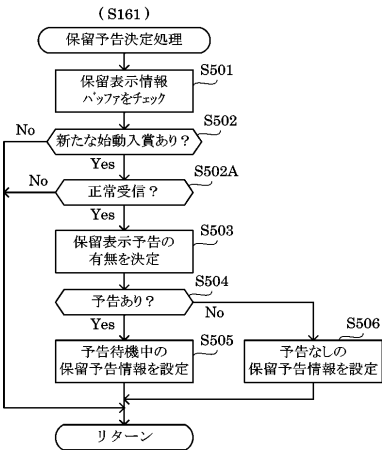 (S161)
保留予告決定処理
S501
保留表示情報
バッファをチェック
S502
No
新たな始動入賞あり？
Yes
S502A
No
正常受信？
Yes
S503
保留表示予告の
有無を決定
S504
予告あり？
Yes
No
S505
予告待機中の
保留予告情報を設定
S506
予告なしの
保留予告情報を設定
リターン